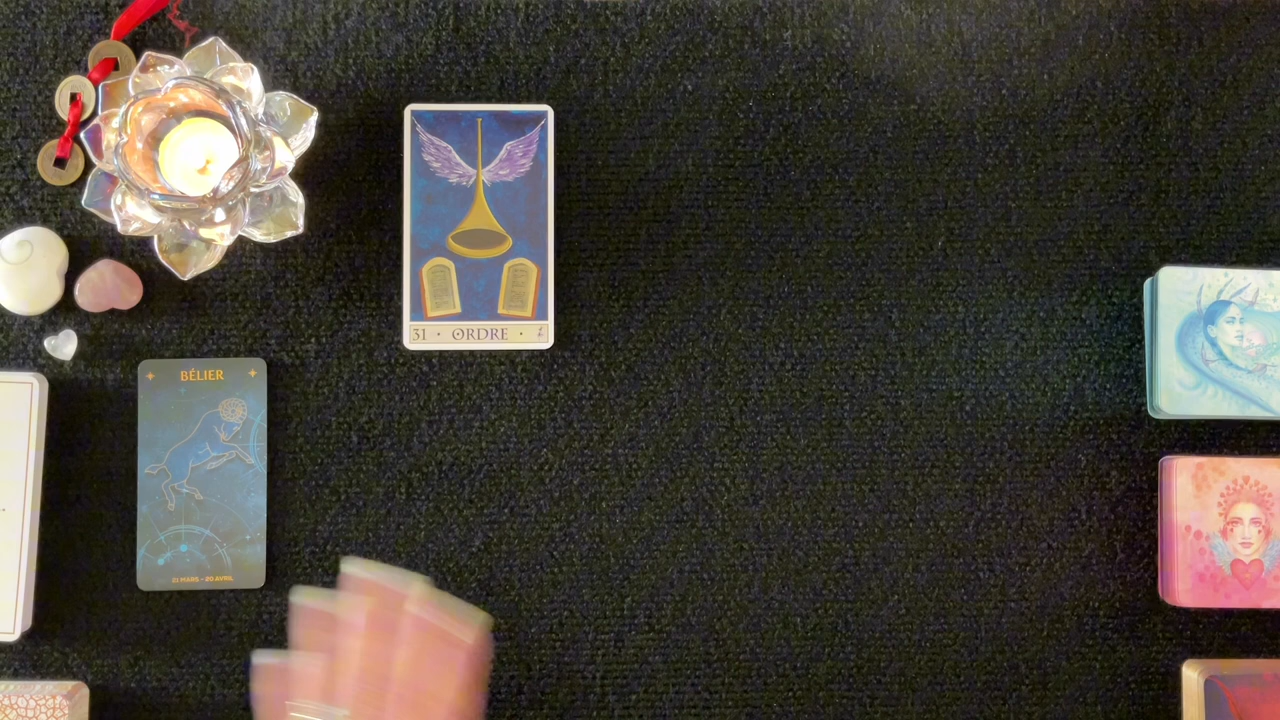 31 • ORDRE •
BÉLIER
21 MARS - 20 AVRIL